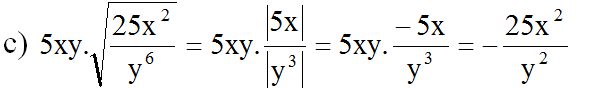 c) 5xy.√(25x²/y⁶) = 5xy.|5x|/|y³| = 5xy.(-5x)/y³ = -25x²/y²